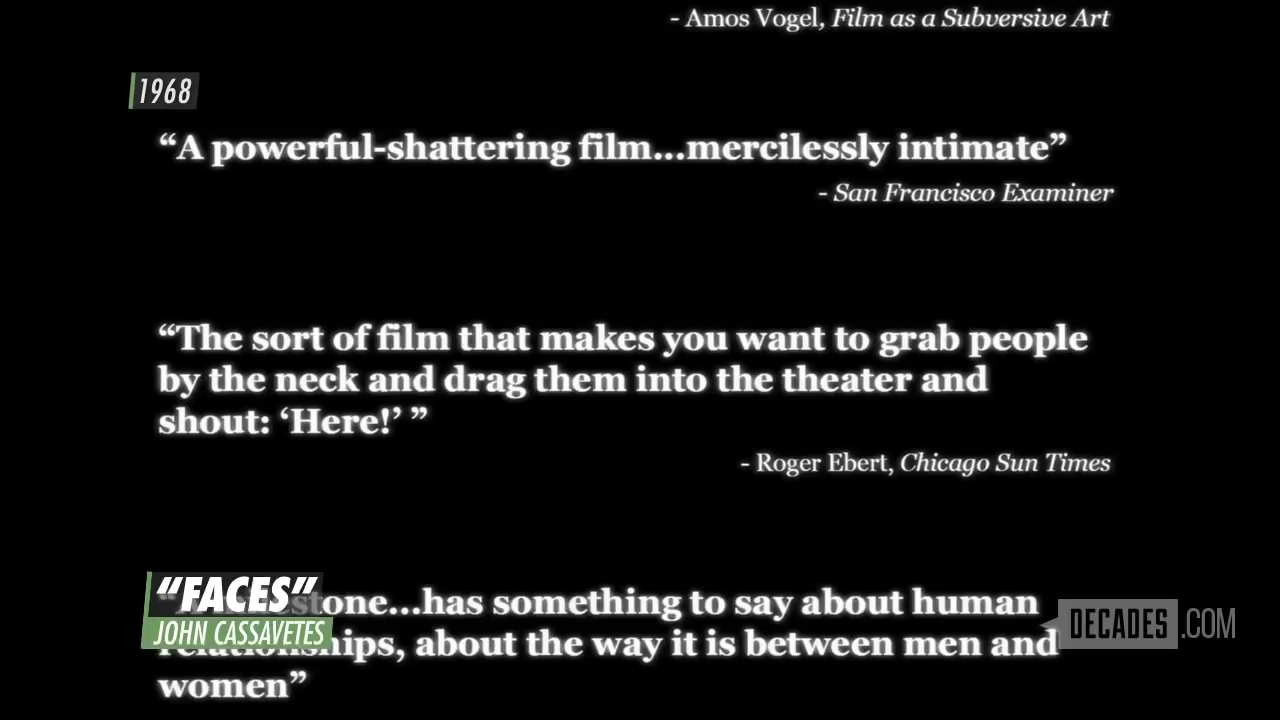 - Amos Vogel, Film as a Subversive Art
1968
“A powerful-shattering film...mercilessly intimate”
- San Francisco Examiner
“The sort of film that makes you want to grab people
by the neck and drag them into the theater and
shout: ‘Here!’ ”
- Roger Ebert, Chicago Sun Times
“FACES”
JOHN CASSAVETES
...has something to say about human
about the way it is between men and
women”
DECADES.COM